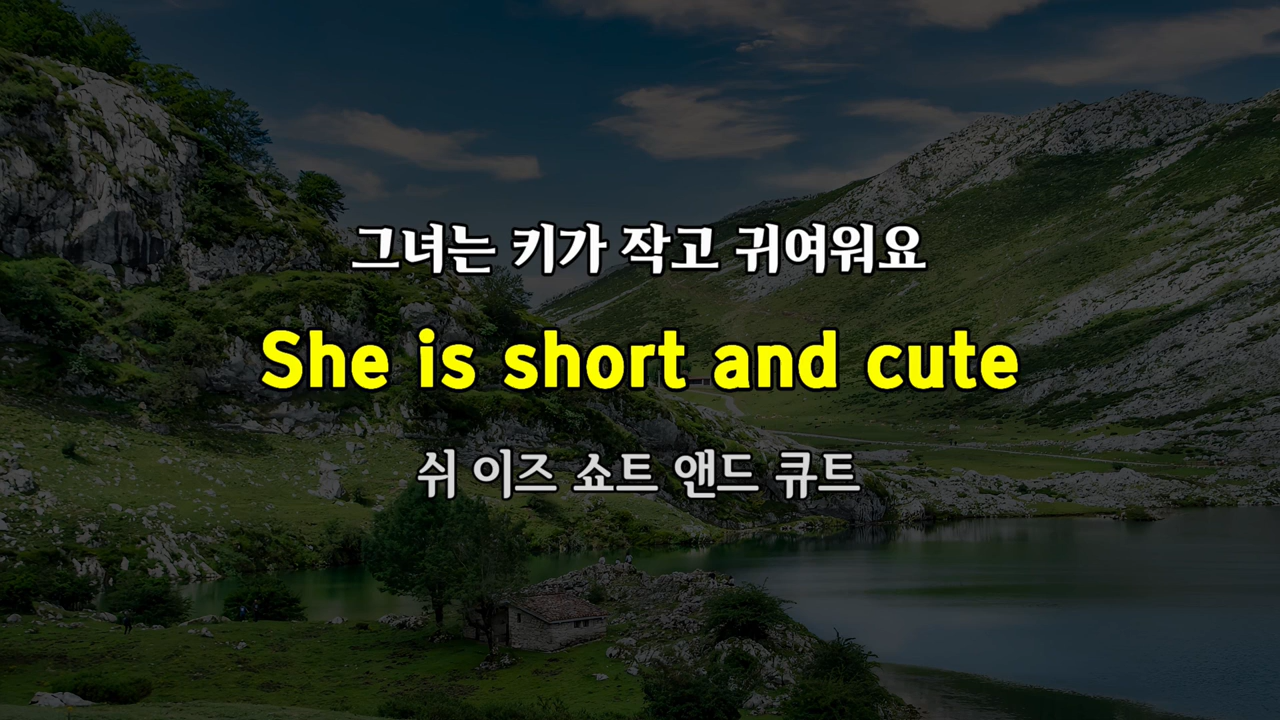 그녀는 키가 작고 귀여워요
She is short and cute
쉬 이즈 쇼트 앤드 큐트